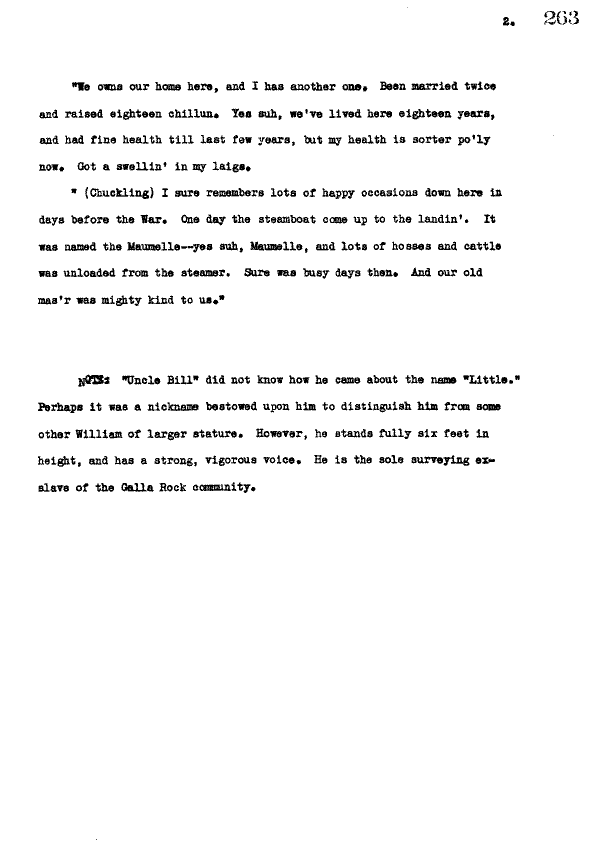 2. 263
"We owns our home here, and I has another one. Been married twice
and raised eighteen chillun. Yes suh, we've lived here eighteen years,
and had fine health till last few years, but my health is sorter po'ly
now. Got a swellin' in my laigs.
" (Chuckling) I sure remembers lots of happy occasions down here in
days before the War. One day the steamboat come up to the landin'. It
was named the Maumelle--yes suh, Maumelle, and lots of hosses and cattle
was unloaded from the steamer. Sure was busy days then. And our old
mas'r was mighty kind to us."
NOTE: "Uncle Bill" did not know how he came about the name "Little."
Perhaps it was a nickname bestowed upon him to distinguish him from some
other William of larger stature. However, he stands fully six feet in
height, and has a strong, vigorous voice. He is the sole surveying ex-
slave of the Galla Rock community.